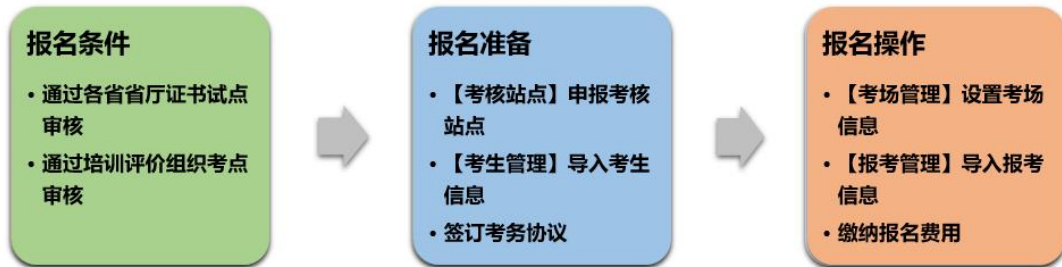 报名条件
• 通过各省省厅证书试点
审核
• 通过培训评价组织考点
审核
报名准备
• 【考核站点】申报考核
站点
• 【考生管理】导入考生
信息
• 签订考务协议
报名操作
• 【考场管理】设置考场
信息
• 【报考管理】导入报考
信息
• 缴纳报名费用